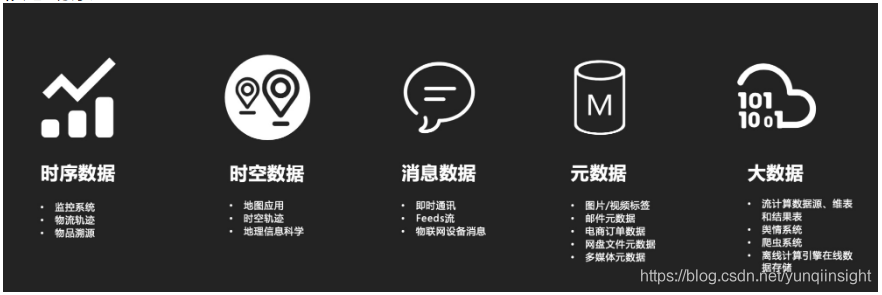 时序数据
• 监控系统
• 物流轨迹
• 物品溯源
时空数据
• 地图应用
• 时空轨迹
• 地理信息科学
消息数据
• 即时通讯
• Feeds流
• 物联网设备消息
M
元数据
• 图片/视频标签
• 邮件元数据
• 电商订单数据
• 网盘文件元数据
• 多媒体元数据
101
1001
大数据
• 流计算数据源、维表
和结果表
• 舆情系统
• 爬虫系统
• 离线计算引擎在线数
据存储
https://blog.csdn.net/yunqiinsight